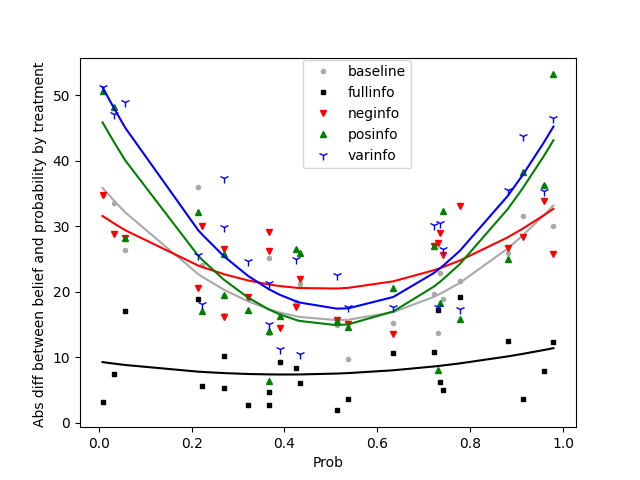 baseline
fullinfo
neginfo
posinfo
varinfo
Abs diff between belief and probability by treatment
50
40
30
20
10
0
0.0 0.2 0.4 0.6 0.8 1.0
Prob